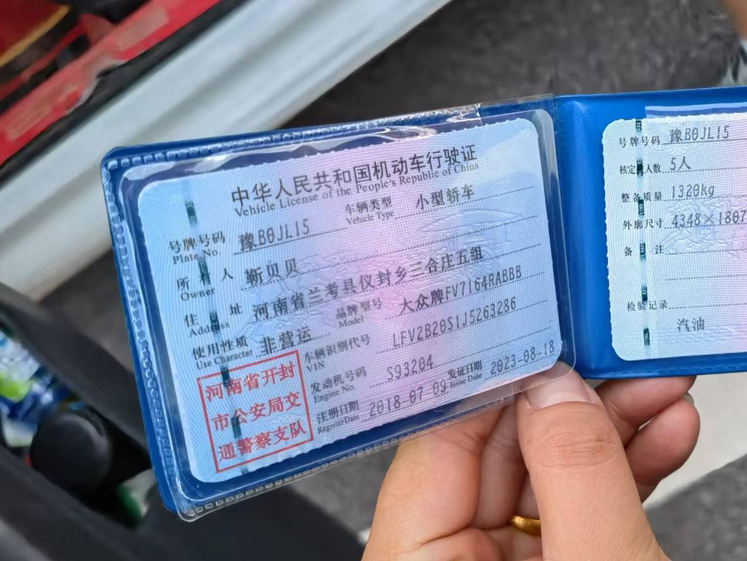 中华人民共和国机动车行驶证
Vehicle License of the People's Republic of China
号牌号码 豫B0JL15 车辆类型 小型轿车
Plate No. Vehicle Type
所有人 靳贝贝
Owner
住址 河南省兰考县仪封乡三合庄五组
Address
使用性质 非营运 品牌型号 大众牌FV7164RABBB
Use Character Model
车辆识别代号 LFV2B20S1J5263286
VIN
发动机号码 S93204
Engine No.
注册日期 2018-07-09 发证日期 2023-08-18
Register Date Issue Date
河南省开封
市公安局交
通警察支队
号牌号码 豫B0JL15
核定 人数 5人
整备质量 1320kg
外廓尺寸 4348×1807
备注
检验记录
汽油